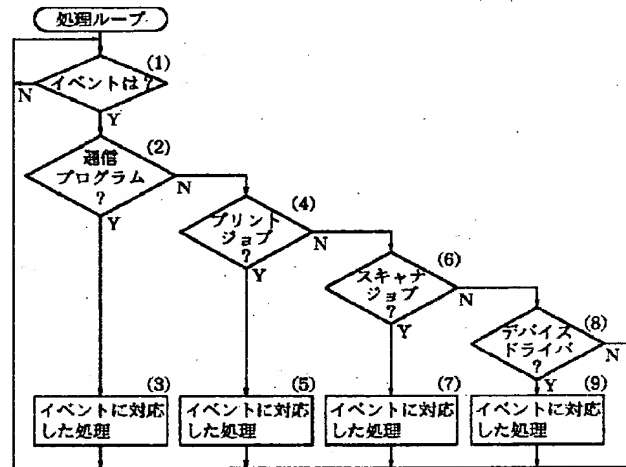 処理ループ
(1)
イベントは?
N
Y
(2)
通信
プログラム
?
N
Y
(4)
プリント
ジョブ
?
N
Y
(6)
スキャナ
ジョブ
?
N
Y
(8)
デバイス
ドライバ
?
N
Y
(3)
イベントに対応
した処理
(5)
イベントに対応
した処理
(7)
イベントに対応
した処理
(9)
イベントに対応
した処理